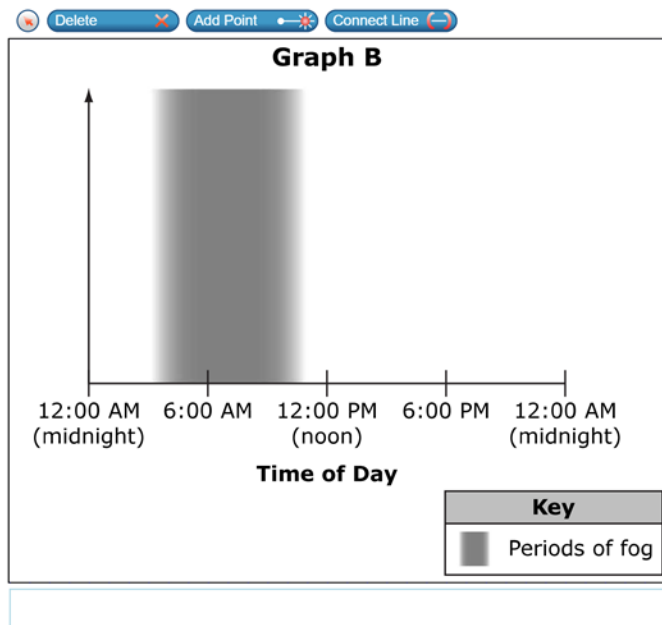 Delete Add Point Connect Line
Graph B
12:00 AM 6:00 AM 12:00 PM 6:00 PM 12:00 AM
(midnight) (noon) (midnight)
Time of Day
Key
Periods of fog